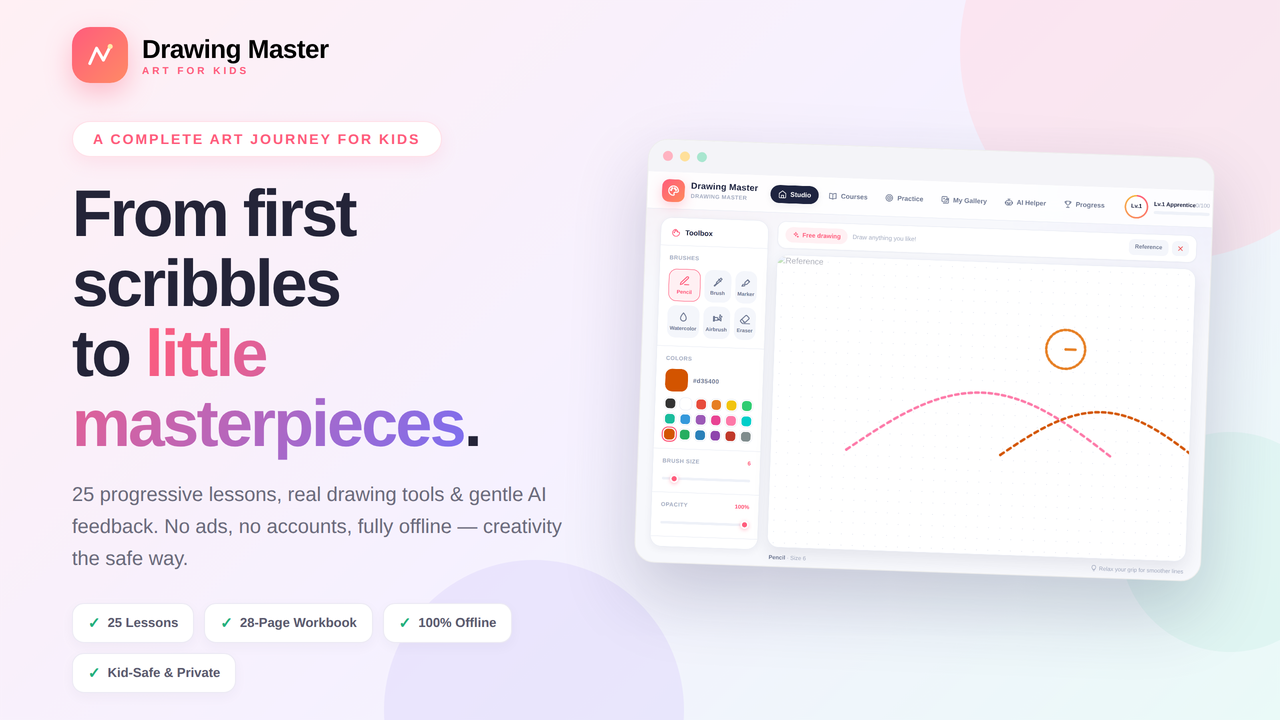 Drawing Master
ART FOR KIDS
A COMPLETE ART JOURNEY FOR KIDS
From first
scribbles
to little
masterpieces.
25 progressive lessons, real drawing tools & gentle AI
feedback. No ads, no accounts, fully offline — creativity
the safe way.
✓ 25 Lessons
✓ 28-Page Workbook
✓ 100% Offline
✓ Kid-Safe & Private
Drawing Master
DRAWING MASTER
Studio
Courses
Practice
My Gallery
AI Helper
Progress
Lv.1
Lv.1 Apprentice
0/100
Toolbox
BRUSHES
Pencil
Brush
Marker
Watercolor
Airbrush
Eraser
COLORS
#d35400
BRUSH SIZE
6
OPACITY
100%
Free drawing
Draw anything you like!
Reference
Reference
Pencil · Size 6
Relax your grip for smoother lines